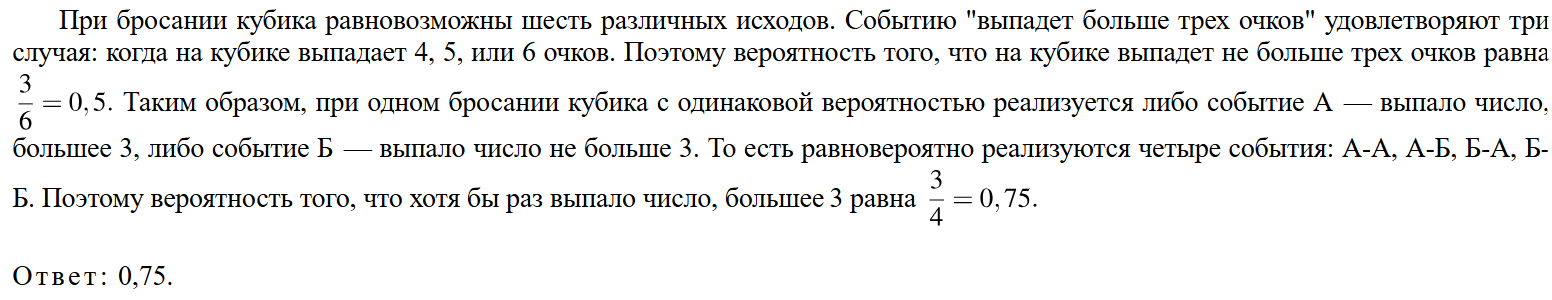 При бросании кубика равновозможны шесть различных исходов. Событию "выпадет больше трех очков" удовлетворяют три
случая: когда на кубике выпадает 4, 5, или 6 очков. Поэтому вероятность того, что на кубике выпадет не больше трех очков равна
3/6 = 0,5. Таким образом, при одном бросании кубика с одинаковой вероятностью реализуется либо событие А — выпало число,
большее 3, либо событие Б — выпало число не больше 3. То есть равновероятно реализуются четыре события: А-А, А-Б, Б-А, Б-
Б. Поэтому вероятность того, что хотя бы раз выпало число, большее 3 равна 3/4 = 0,75.
Ответ: 0,75.